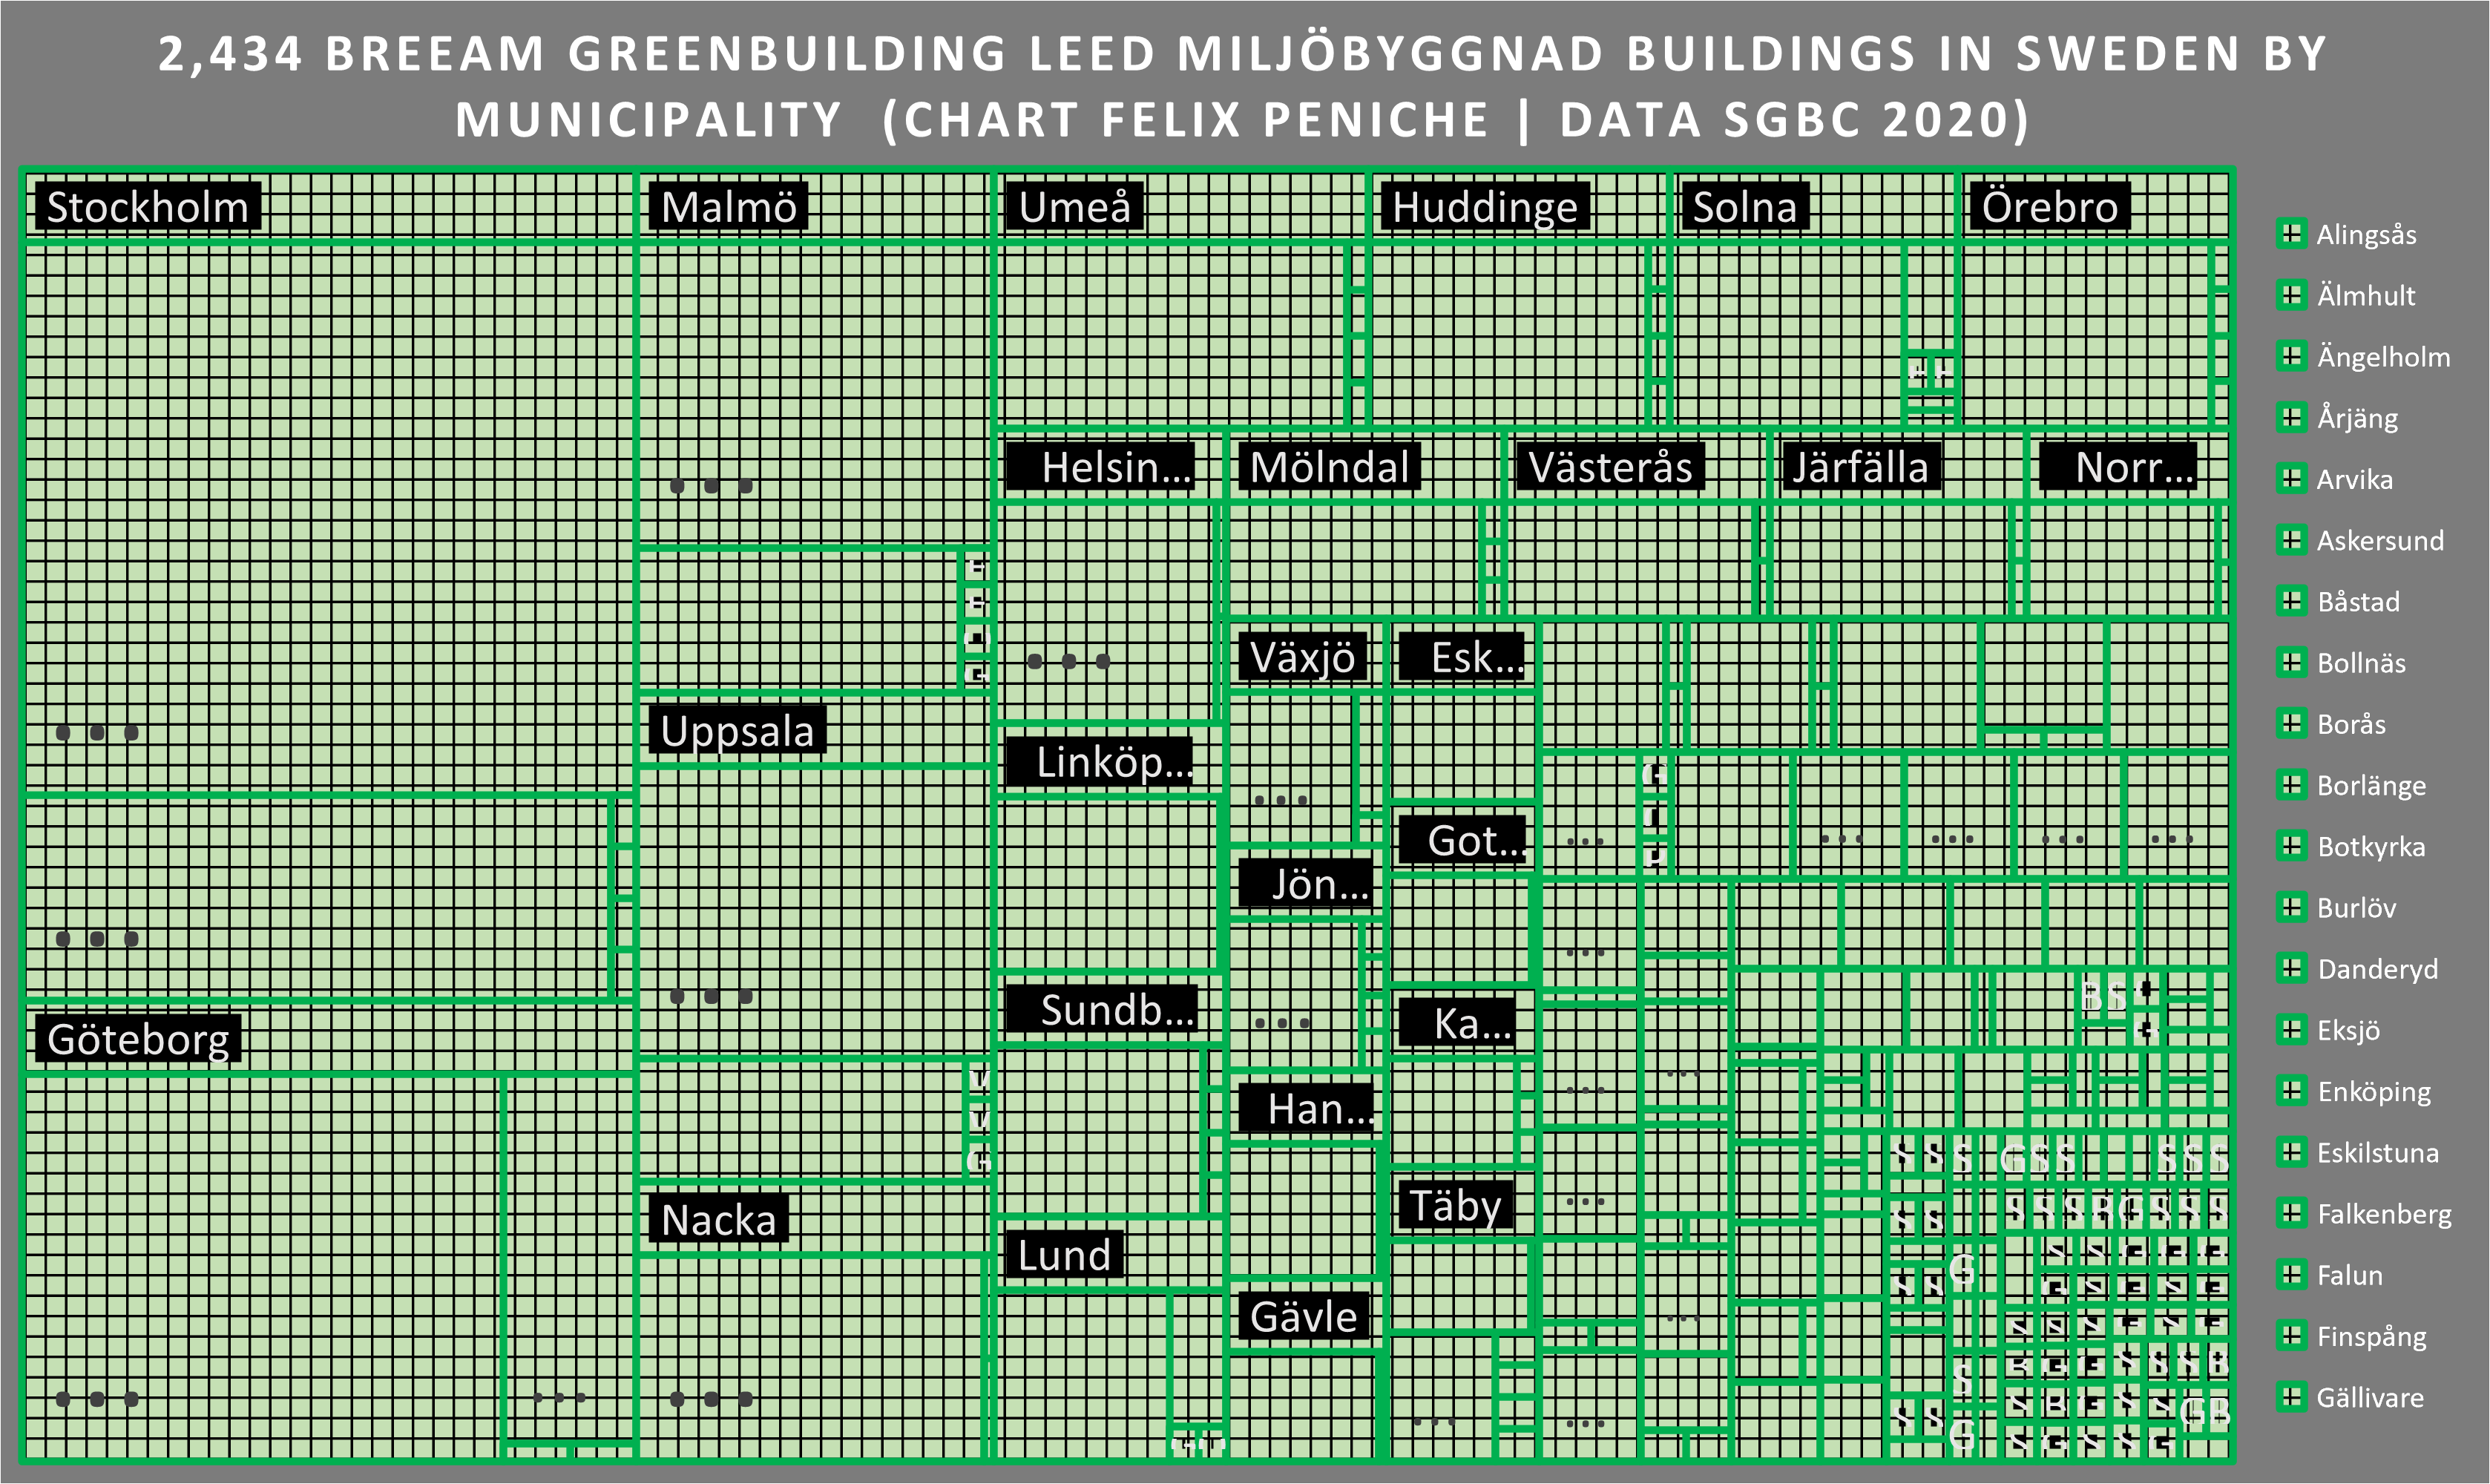 2,434 BREEAM GREENBUILDING LEED MILJÖBYGGNAD BUILDINGS IN SWEDEN BY
MUNICIPALITY (CHART FELIX PENICHE | DATA SGBC 2020)
Stockholm
Malmö
Umeå
Huddinge
Solna
Örebro
Helsin...
Mölndal
Västerås
Järfälla
Norr...
Växjö
Esk...
Uppsala
Linköp...
Got...
Jön...
Sundb...
Ka...
Göteborg
Han...
Täby
Nacka
Lund
Gävle
Alingsås
Älmhult
Ängelholm
Årjäng
Arvika
Askersund
Båstad
Bollnäs
Borås
Borlänge
Botkyrka
Burlöv
Danderyd
Eksjö
Enköping
Eskilstuna
Falkenberg
Falun
Finspång
Gällivare